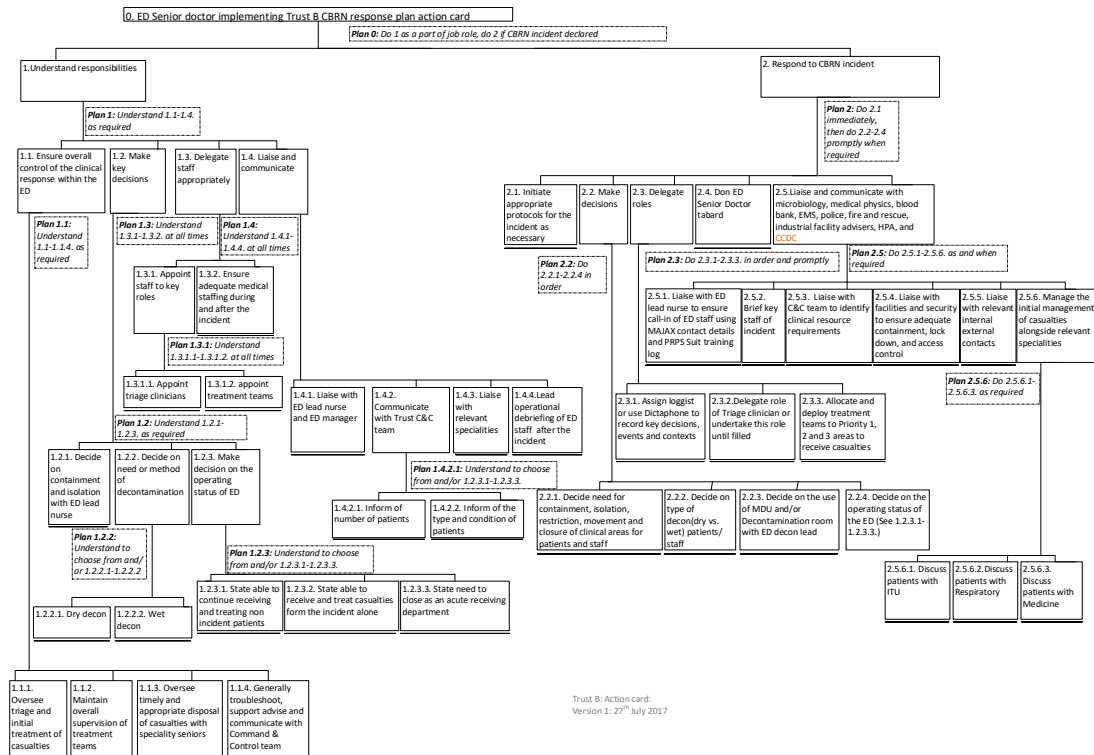 0. ED Senior doctor implementing Trust B CBRN response plan action card
Plan 0: Do 1 as a part of job role, do 2 if CBRN incident declared
1.Understand responsibilities
2. Respond to CBRN incident
Plan 1: Understand 1.1-1.4.
as required
Plan 2: Do 2.1
immediately,
then do 2.2-2.4
promptly when
required
1.1. Ensure overall
control of the clinical
response within the
ED
1.2. Make
key
decisions
1.3. Delegate
staff
appropriately
1.4. Liaise and
communicate
2.1. Initiate
appropriate
protocols for the
incident as
necessary
2.2. Make
decisions
2.3. Delegate
roles
2.4. Don ED
Senior Doctor
tabard
2.5.Liaise and communicate with
microbiology, medical physics, blood
bank, EMS, police, fire and rescue,
industrial facility advisers, HPA, and
CCDC
Plan 1.1:
Understand
1.1-1.1.4. as
required
Plan 1.3: Understand
1.3.1-1.3.2. at all times
Plan 1.4:
Understand 1.4.1-
1.4.4. at all times
Plan 2.2: Do
2.2.1-2.2.4 in
order
Plan 2.3: Do 2.3.1-2.3.3. in order and promptly
Plan 2.5: Do 2.5.1-2.5.6. as and when
required
1.3.1. Appoint
staff to key
roles
1.3.2. Ensure
adequate medical
staffing during
and after the
incident
2.5.1. Liaise with ED
lead nurse to ensure
call-in of ED staff using
MAJAX contact details
and PRPS Suit training
log
2.5.2.
Brief key
staff of
incident
2.5.3. Liaise with
C&C team to identify
clinical resource
requirements
2.5.4. Liaise with
facilities and security
to ensure adequate
containment, lock
down, and access
control
2.5.5. Liaise
with relevant
internal
external
contacts
2.5.6. Manage the
initial management
of casualties
alongside relevant
specialities
Plan 1.3.1: Understand
1.3.1.1-1.3.1.2. at all times
Plan 2.5.6: Do 2.5.6.1-
2.5.6.3. as required
1.3.1.1. Appoint
triage clinicians
1.3.1.2. appoint
treatment teams
1.4.1. Liaise with
ED lead nurse
and ED manager
1.4.2.
Communicate
with Trust C&C
team
1.4.3. Liaise
with
relevant
specialities
1.4.4.Lead
operational
debriefing of ED
staff after the
incident
2.3.1. Assign loggist
or use Dictaphone to
record key decisions,
events and contexts
2.3.2.Delegate role
of Triage clinician or
undertake this role
until filled
2.3.3. Allocate and
deploy treatment
teams to Priority 1,
2 and 3 areas to
receive casualties
Plan 1.2: Understand 1.2.1-
1.2.3. as required
1.2.1. Decide
on
containment
and isolation
with ED lead
nurse
1.2.2. Decide on
need or method
of
decontamination
1.2.3. Make
decision on the
operating
status of ED
Plan 1.4.2.1: Understand to choose
from and/or 1.2.3.1-1.2.3.3.
1.4.2.1. Inform of
number of patients
1.4.2.2. Inform of the
type and condition of
patients
2.2.1. Decide need for
containment, isolation,
restriction, movement and
closure of clinical areas for
patients and staff
2.2.2. Decide on
type of
decon(dry vs.
wet) patients/
staff
2.2.3. Decide on the use
of MDU and/or
Decontamination room
with ED decon lead
2.2.4. Decide on the
operating status of
the ED (See 1.2.3.1-
1.2.3.3.)
Plan 1.2.2:
Understand to
choose from and/
or 1.2.2.1-1.2.2.2
Plan 1.2.3: Understand to choose
from and/or 1.2.3.1-1.2.3.3.
2.5.6.1. Discuss
patients with
ITU
2.5.6.2.Discuss
patients with
Respiratory
2.5.6.3.
Discuss
patients with
Medicine
1.2.2.1. Dry decon
1.2.2.2. Wet
decon
1.2.3.1. State able to
continue receiving
and treating non
incident patients
1.2.3.2. State able to
receive and treat casualties
form the incident alone
1.2.3.3. State need to
close as an acute receiving
department
1.1.1.
Oversee
triage and
initial
treatment of
casualties
1.1.2.
Maintain
overall
supervision of
treatment
teams
1.1.3. Oversee
timely and
appropriate disposal
of casualties with
speciality seniors
1.1.4. Generally
troubleshoot,
support advise and
communicate with
Command &
Control team
Trust B: Action card:
Version 1: 27th July 2017